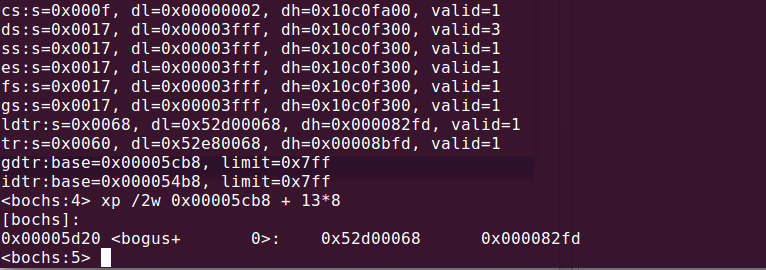 cs:s=0x000f, dl=0x00000002, dh=0x10c0fa00, valid=1
ds:s=0x0017, dl=0x00003fff, dh=0x10c0f300, valid=3
ss:s=0x0017, dl=0x00003fff, dh=0x10c0f300, valid=1
es:s=0x0017, dl=0x00003fff, dh=0x10c0f300, valid=1
fs:s=0x0017, dl=0x00003fff, dh=0x10c0f300, valid=1
gs:s=0x0017, dl=0x00003fff, dh=0x10c0f300, valid=1
ldtr:s=0x0068, dl=0x52d00068, dh=0x000082fd, valid=1
tr:s=0x0060, dl=0x52e80068, dh=0x00008bfd, valid=1
gdtr:base=0x00005cb8, limit=0x7ff
idtr:base=0x000054b8, limit=0x7ff
<bochs:4> xp /2w 0x00005cb8 + 13*8
[bochs]:
0x00005d20 <bogus+       0>:    0x52d00068      0x000082fd
<bochs:5>